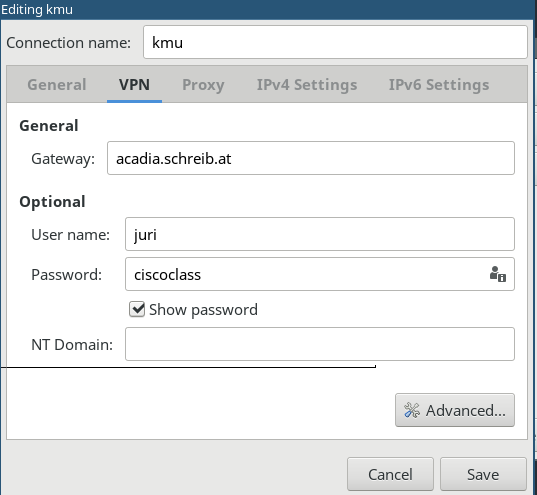 Editing kmu
Connection name: kmu
General VPN Proxy IPv4 Settings IPv6 Settings
General
Gateway: acadia.schreib.at
Optional
User name: juri
Password: ciscoclass
Show password
NT Domain:
Advanced...
Cancel Save